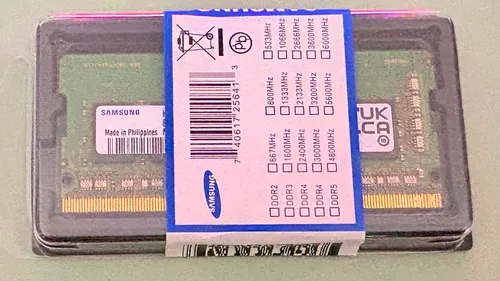 SAMSUNG
Made in Philippines
Pb
7 40617 25641 3
SAMSUNG
533MHz
1066MHz
2666MHz
3600MHz
6000MHz
800MHz
1333MHz
2133MHz
3200MHz
5600MHz
667MHz
1600MHz
2400MHz
3000MHz
4800MHz
DDR2
DDR3
DDR4
DDR4
DDR5
UK
CA